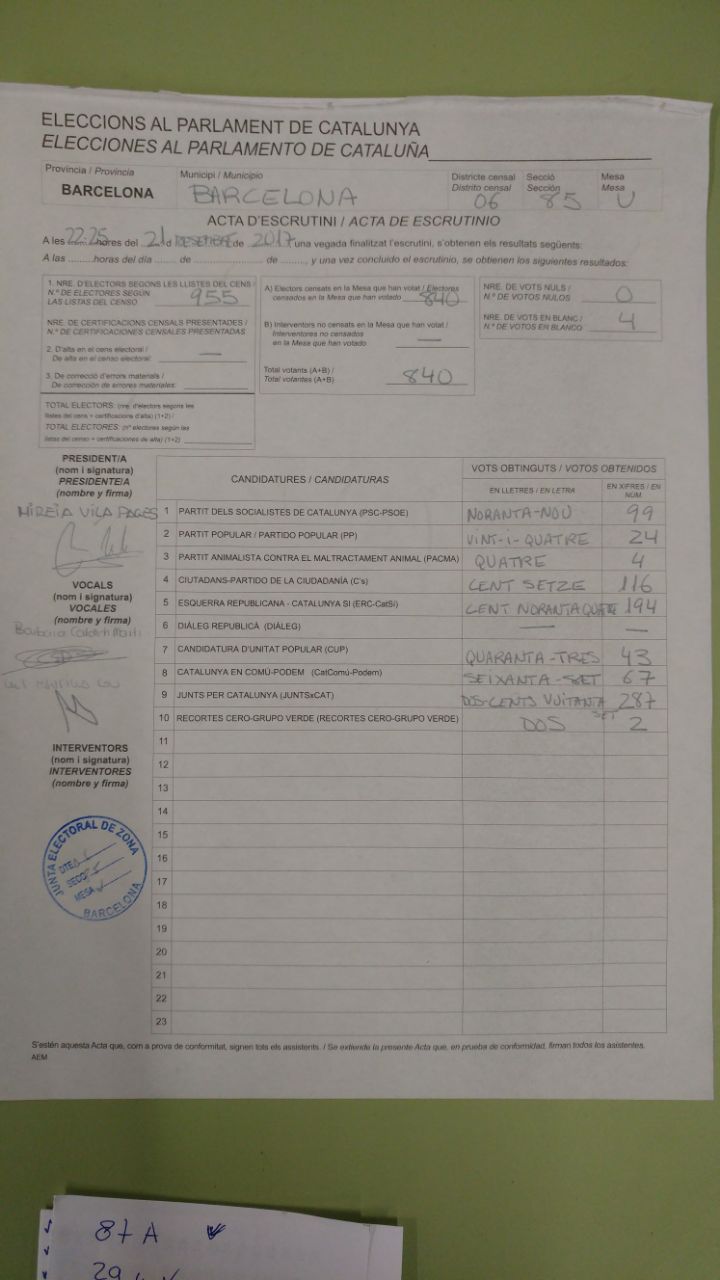 ELECCIONS AL PARLAMENT DE CATALUNYA
ELECCIONES AL PARLAMENTO DE CATALUÑA
Provincia / Provincia Municipi / Municipio Districte censal Secció Mesa
Distrito censal Sección Mesa
BARCELONA BARCELONA 06 85 U
ACTA D'ESCRUTINI / ACTA DE ESCRUTINIO
A les 22.25 hores del 21 d DESEMBRE de 2017 una vegada finalitzat l'escrutini, s'obtenen els resultats següents:
A las ........ horas del día ...... de .................. de ........, y una vez concluido el escrutinio, se obtienen los siguientes resultados:
1. NRE. D'ELECTORS SEGONS LES LLISTES DEL CENS /
N.º DE ELECTORES SEGÚN
LAS LISTAS DEL CENSO 955
NRE. DE CERTIFICACIONS CENSALS PRESENTADES /
N.º DE CERTIFICACIONES CENSALES PRESENTADAS
2. D'alta en el cens electoral /
De alta en el censo electoral: —
3. De correcció d'errors materials /
De corrección de errores materiales:
TOTAL ELECTORS: (nre. d'electors segons les
llistes del cens + certificacions d'alta) (1+2) /
TOTAL ELECTORES: (nº electores según las
listas del censo + certificaciones de alta) (1+2)
A) Electors censats en la Mesa que han votat / Electores
censados en la Mesa que han votado 840
B) Interventors no censats en la Mesa que han votat /
Interventores no censados
en la Mesa que han votado —
Total votants (A+B) /
Total votantes (A+B) 840
NRE. DE VOTS NULS /
N.º DE VOTOS NULOS 0
NRE. DE VOTS EN BLANC /
N.º DE VOTOS EN BLANCO 4
PRESIDENT/A
(nom i signatura)
PRESIDENTE/A
(nombre y firma)
MIREIA VILA PAGES
VOCALS
(nom i signatura)
VOCALES
(nombre y firma)
INTERVENTORS
(nom i signatura)
INTERVENTORES
(nombre y firma)
JUNTA ELECTORAL DE ZONA
DTE.
SECC.
MESA
BARCELONA
CANDIDATURES / CANDIDATURAS VOTS OBTINGUTS / VOTOS OBTENIDOS
EN LLETRES / EN LETRA EN XIFRES / EN NÚM.
1 PARTIT DELS SOCIALISTES DE CATALUNYA (PSC-PSOE) NORANTA-NOU 99
2 PARTIT POPULAR / PARTIDO POPULAR (PP) VINT-I-QUATRE 24
3 PARTIT ANIMALISTA CONTRA EL MALTRACTAMENT ANIMAL (PACMA) QUATRE 4
4 CIUTADANS-PARTIDO DE LA CIUDADANÍA (C's) CENT SETZE 116
5 ESQUERRA REPUBLICANA - CATALUNYA SI (ERC-CatSí) CENT NORANTA QUATRE 194
6 DIÀLEG REPUBLICÀ (DIÀLEG) — —
7 CANDIDATURA D'UNITAT POPULAR (CUP) QUARANTA-TRES 43
8 CATALUNYA EN COMÚ-PODEM (CatComú-Podem) SEIXANTA-SET 67
9 JUNTS PER CATALUNYA (JUNTSxCAT) DOS-CENTS VUITANTA SET 287
10 RECORTES CERO-GRUPO VERDE (RECORTES CERO-GRUPO VERDE) DOS 2
11
12
13
14
15
16
17
18
19
20
21
22
23
S'estén aquesta Acta que, com a prova de conformitat, signen tots els assistents. / Se extiende la presente Acta que, en prueba de conformidad, firman todos los asistentes.
AEM
87 A
29